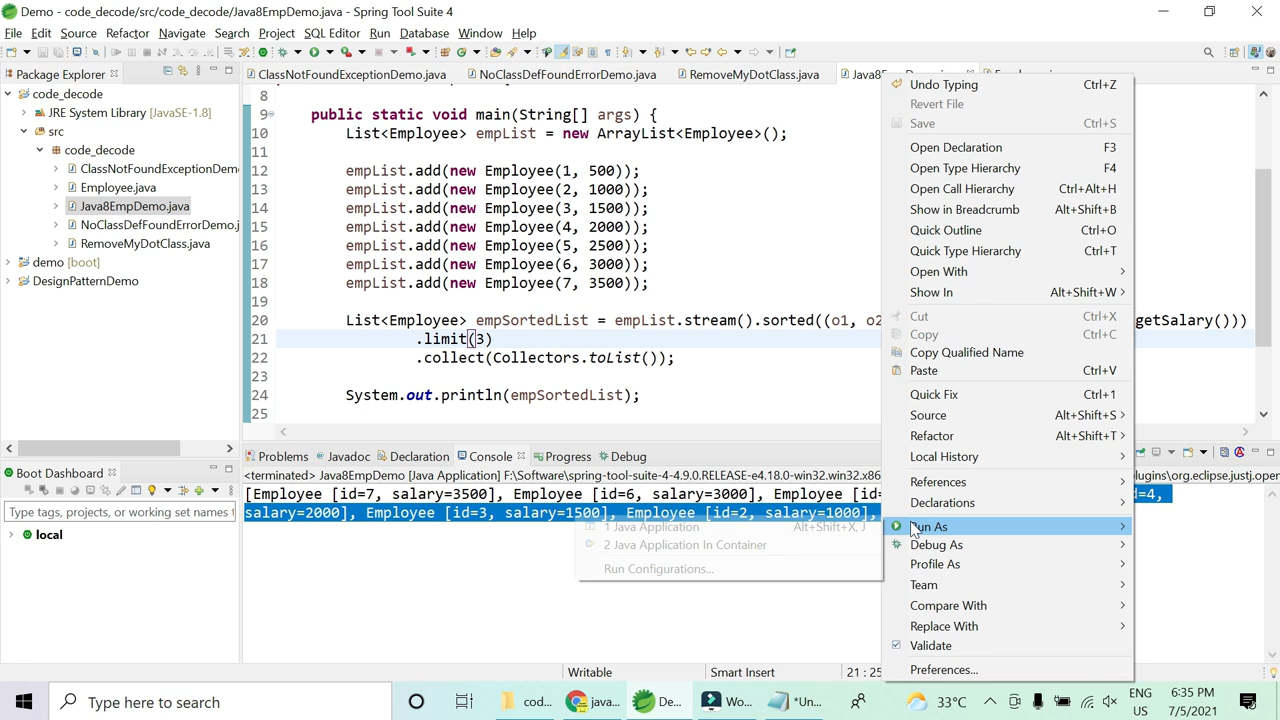 Demo - code_decode/src/code_decode/Java8EmpDemo.java - Spring Tool Suite 4
File Edit Source Refactor Navigate Search Project SQL Editor Run Database Window Help
Package Explorer
ClassNotFoundExceptionDemo.java NoClassDefFoundErrorDemo.java RemoveMyDotClass.java
code_decode
JRE System Library [JavaSE-1.8]
src
code_decode
ClassNotFoundExceptionDem
Employee.java
Java8EmpDemo.java
NoClassDefFoundErrorDemo.j
RemoveMyDotClass.java
demo [boot]
DesignPatternDemo
8
9 public static void main(String[] args) {
10 List<Employee> empList = new ArrayList<Employee>();
11
12 empList.add(new Employee(1, 500));
13 empList.add(new Employee(2, 1000));
14 empList.add(new Employee(3, 1500));
15 empList.add(new Employee(4, 2000));
16 empList.add(new Employee(5, 2500));
17 empList.add(new Employee(6, 3000));
18 empList.add(new Employee(7, 3500));
19
20 List<Employee> empSortedList = empList.stream().sorted((o1, o2 getSalary()))
21 .limit(3)
22 .collect(Collectors.toList());
23
24 System.out.println(empSortedList);
25
Undo Typing Ctrl+Z
Revert File
Save Ctrl+S
Open Declaration F3
Open Type Hierarchy F4
Open Call Hierarchy Ctrl+Alt+H
Show in Breadcrumb Alt+Shift+B
Quick Outline Ctrl+O
Quick Type Hierarchy Ctrl+T
Open With
Show In Alt+Shift+W
Cut Ctrl+X
Copy Ctrl+C
Copy Qualified Name
Paste Ctrl+V
Quick Fix Ctrl+1
Source Alt+Shift+S
Refactor Alt+Shift+T
Local History
References
Declarations
Run As
Debug As
Profile As
Team
Compare With
Replace With
Validate
Preferences...
1 Java Application Alt+Shift+X, J
2 Java Application In Container
Run Configurations...
Problems Javadoc Declaration Console Progress Debug
<terminated> Java8EmpDemo [Java Application] F:\Software\spring-tool-suite-4-4.9.0.RELEASE-e4.18.0-win32.win32.x86 plugins\org.eclipse.justj.open
[Employee [id=7, salary=3500], Employee [id=6, salary=3000], Employee [id= d=4,
salary=2000], Employee [id=3, salary=1500], Employee [id=2, salary=1000],
Boot Dashboard
Type tags, projects, or working set names
local
Writable Smart Insert 21 : 25
Type here to search
cod... java... De... Wo... *Un...
33°C
ENG
US
6:35 PM
7/5/2021